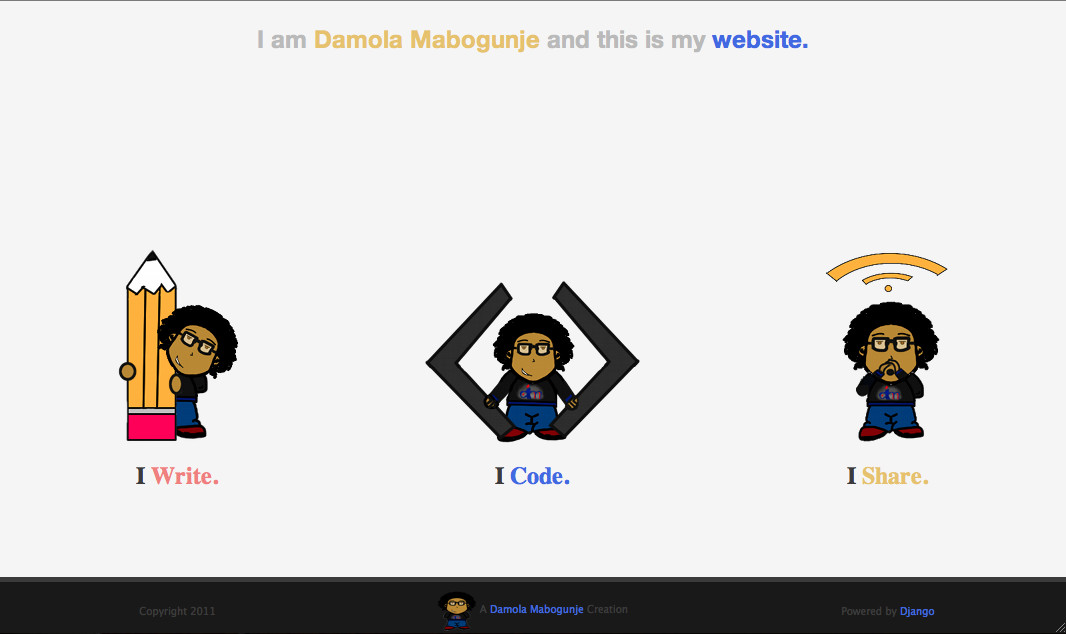 I am Damola Mabogunje and this is my website.
I Write.
I Code.
I Share.
Copyright 2011
A Damola Mabogunje Creation
Powered by Django